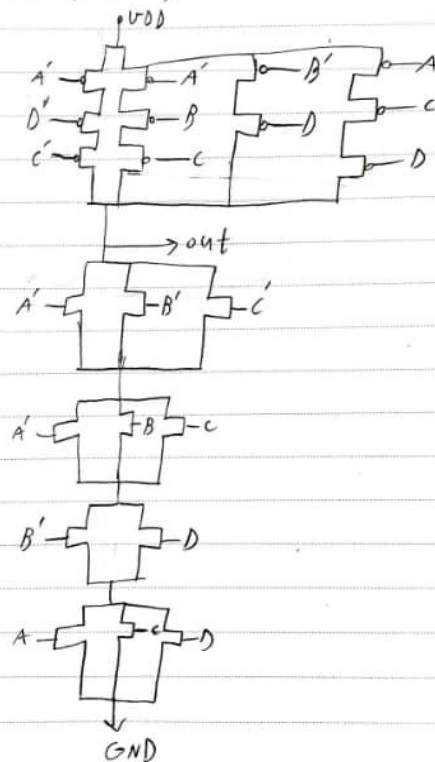 VDD
A' A' B' A
D' B D C
C' C D
out
A' B' C'
A' B C
B' D
A C D
GND